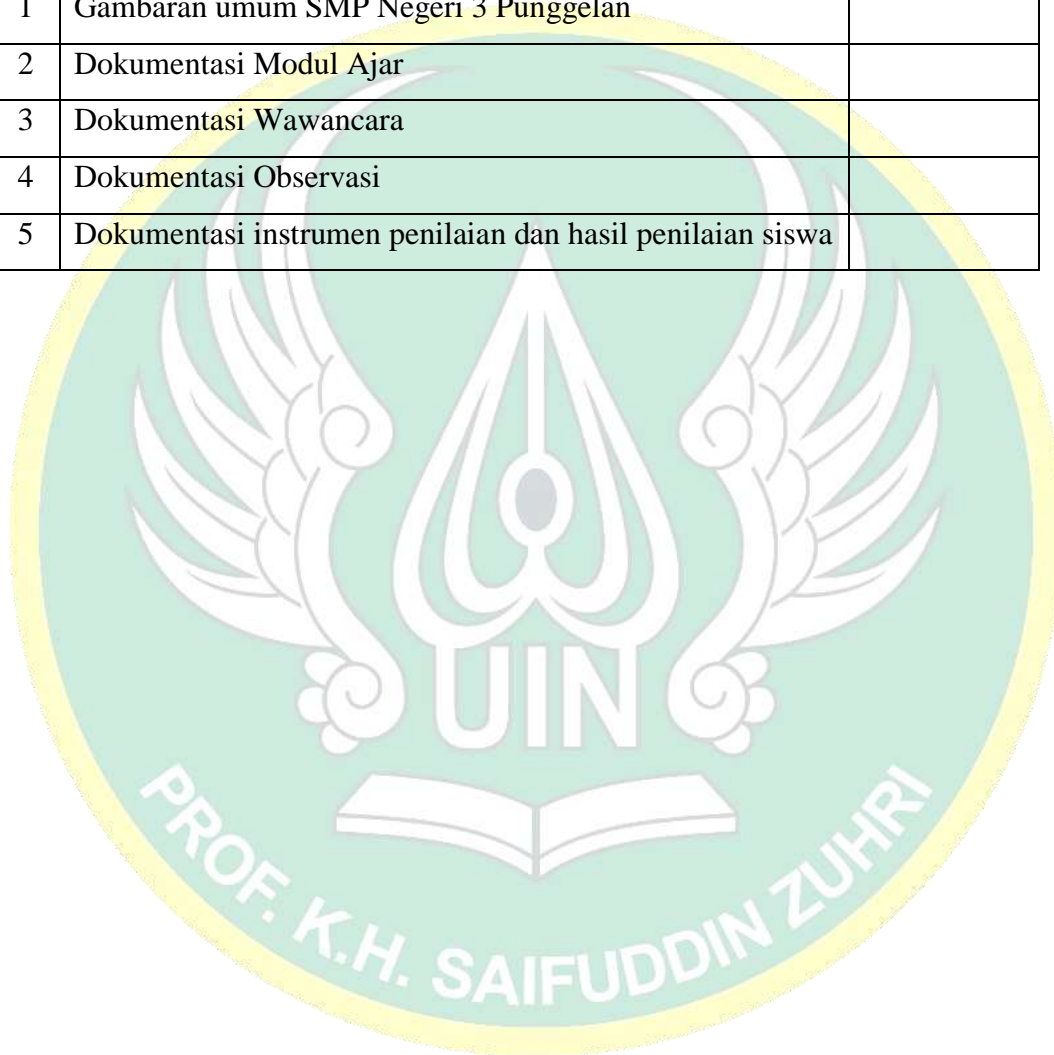 1 Gambaran umum SMP Negeri 3 Punggelan
2 Dokumentasi Modul Ajar
3 Dokumentasi Wawancara
4 Dokumentasi Observasi
5 Dokumentasi instrumen penilaian dan hasil penilaian siswa
UIN
PROF. K.H. SAIFUDDIN ZUHRI